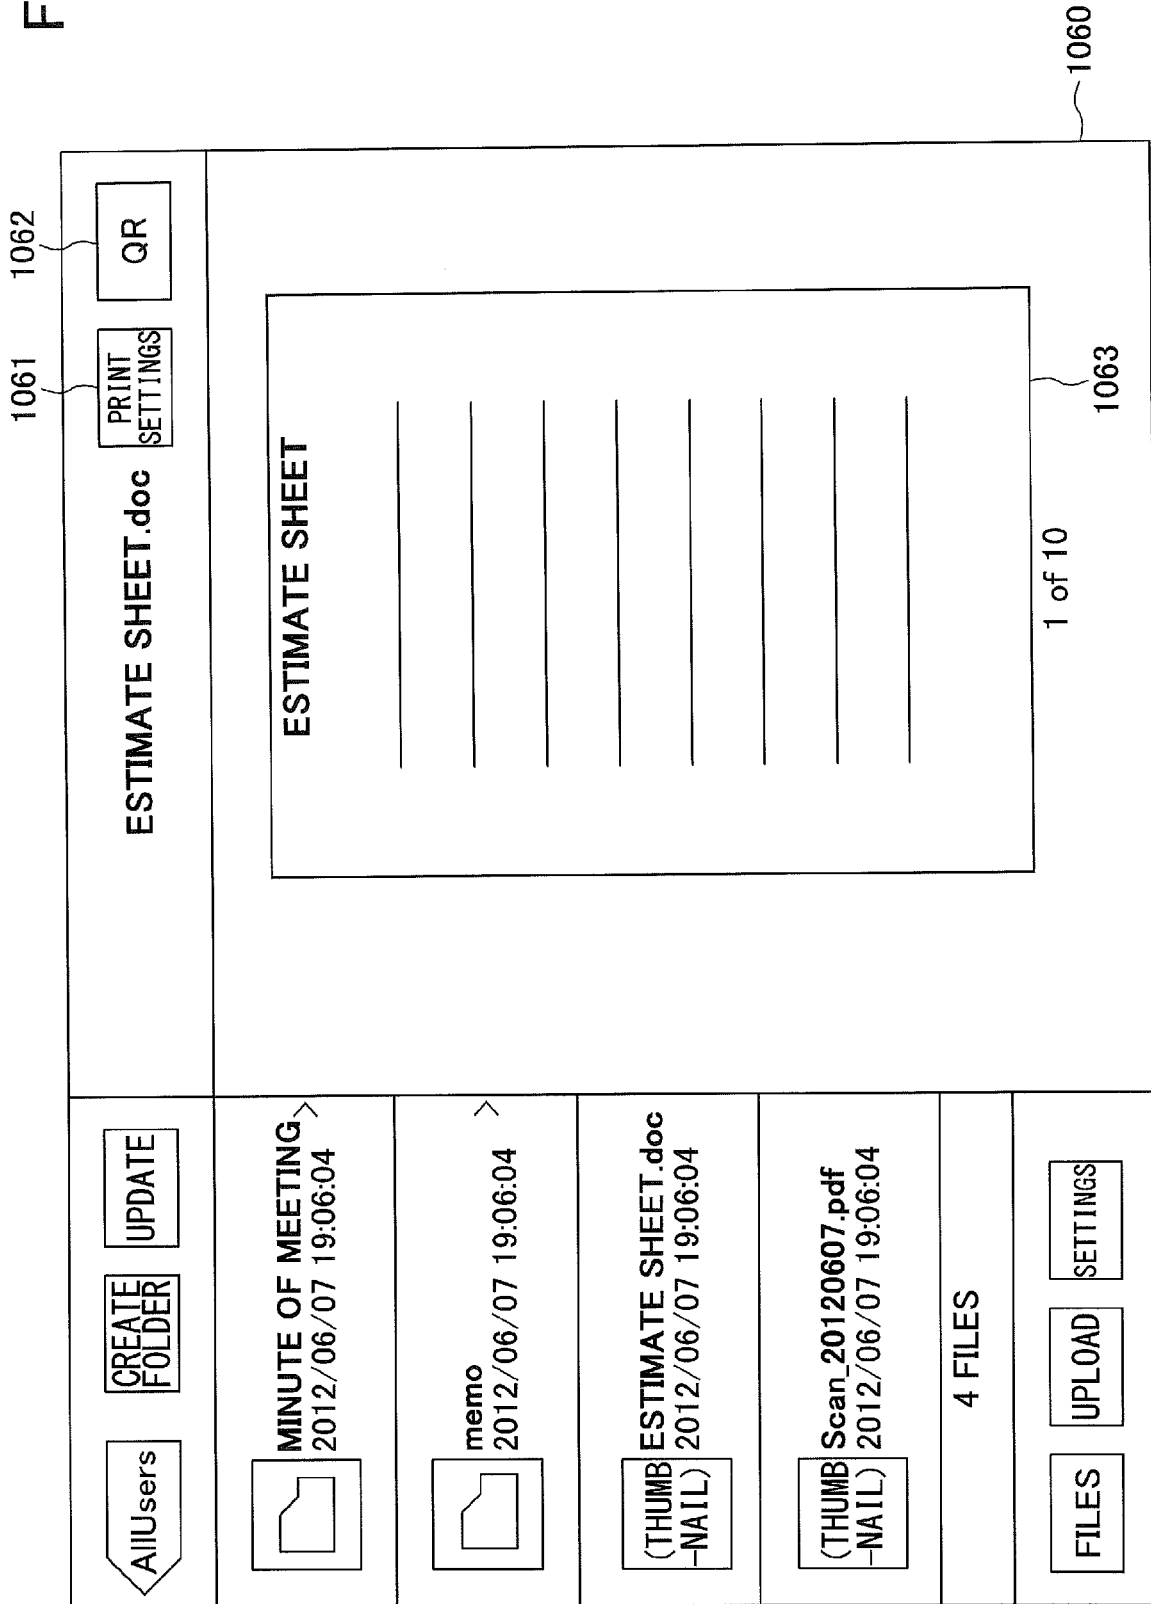 F
1061
1062
AllUsers
CREATE
FOLDER
UPDATE
ESTIMATE SHEET.doc
PRINT
SETTINGS
QR
MINUTE OF MEETING >
2012/06/07 19:06:04
memo >
2012/06/07 19:06:04
(THUMB
-NAIL)
ESTIMATE SHEET.doc
2012/06/07 19:06:04
(THUMB
-NAIL)
Scan_20120607.pdf
2012/06/07 19:06:04
4 FILES
FILES
UPLOAD
SETTINGS
ESTIMATE SHEET
1 of 10
1063
1060